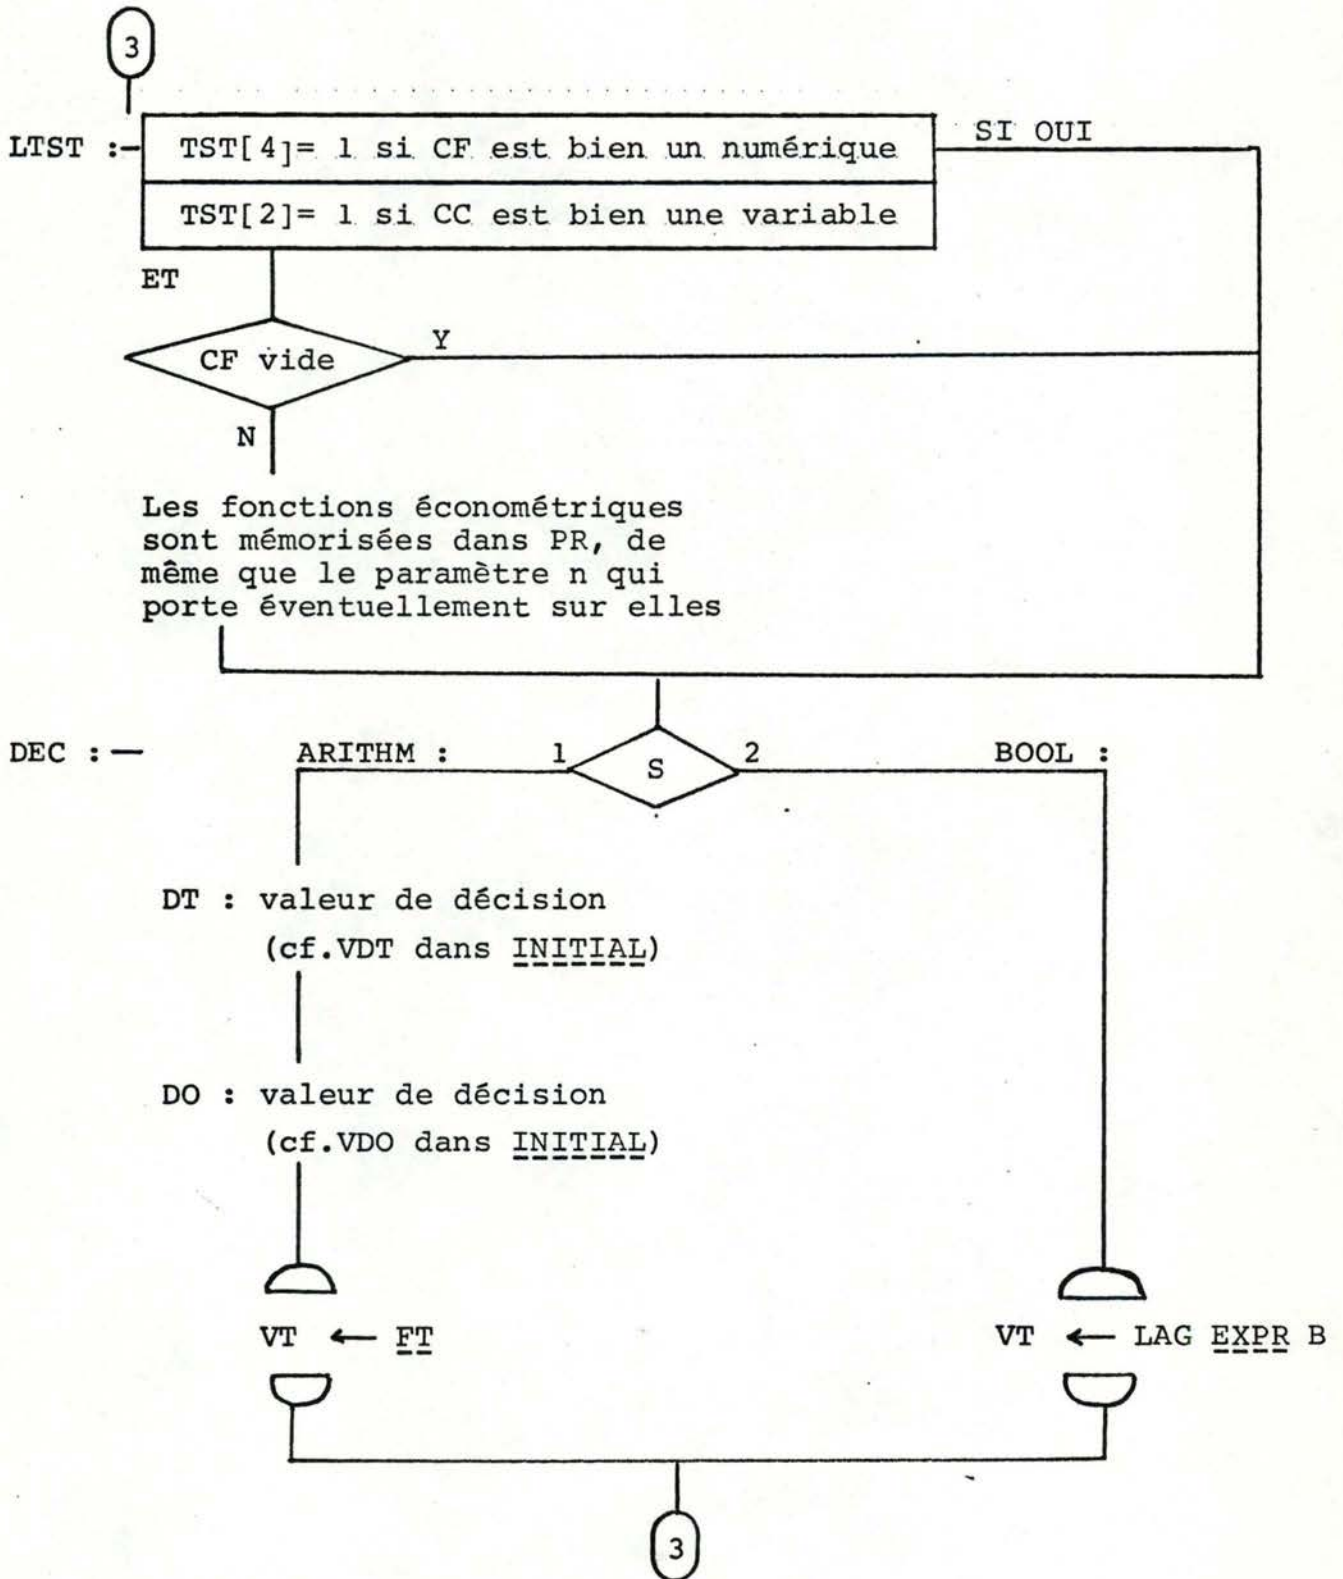 3
LTST :- TST[4]= 1 si CF est bien un numérique SI OUI
TST[2]= 1 si CC est bien une variable
ET
CF vide Y
N
Les fonctions économétriques
sont mémorisées dans PR, de
même que le paramètre n qui
porte éventuellement sur elles
DEC :— ARITHM : 1 S 2 BOOL :
DT : valeur de décision
(cf.VDT dans INITIAL)
DO : valeur de décision
(cf.VDO dans INITIAL)
VT ← FT VT ← LAG EXPR B
3